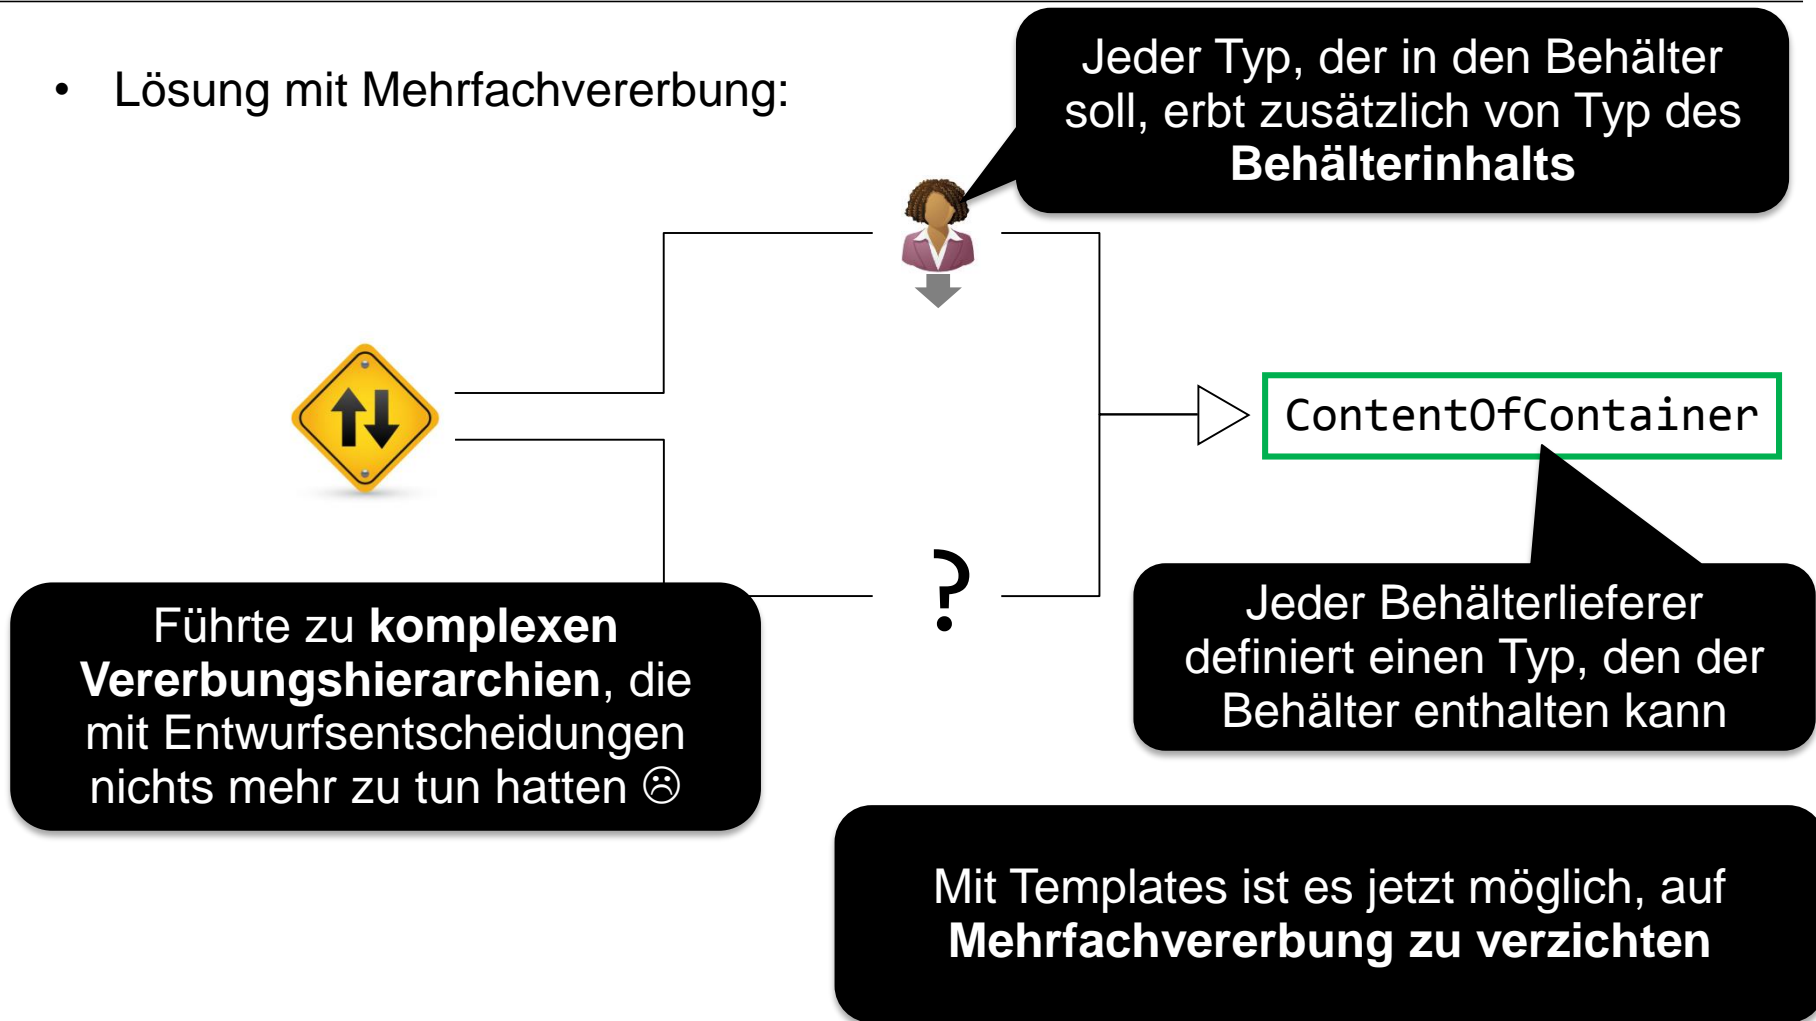 • Lösung mit Mehrfachvererbung:
Jeder Typ, der in den Behälter
soll, erbt zusätzlich von Typ des
Behälterinhalts
ContentOfContainer
?
Führte zu komplexen
Vererbungshierarchien, die
mit Entwurfsentscheidungen
nichts mehr zu tun hatten ☹
Jeder Behälterlieferer
definiert einen Typ, den der
Behälter enthalten kann
Mit Templates ist es jetzt möglich, auf
Mehrfachvererbung zu verzichten